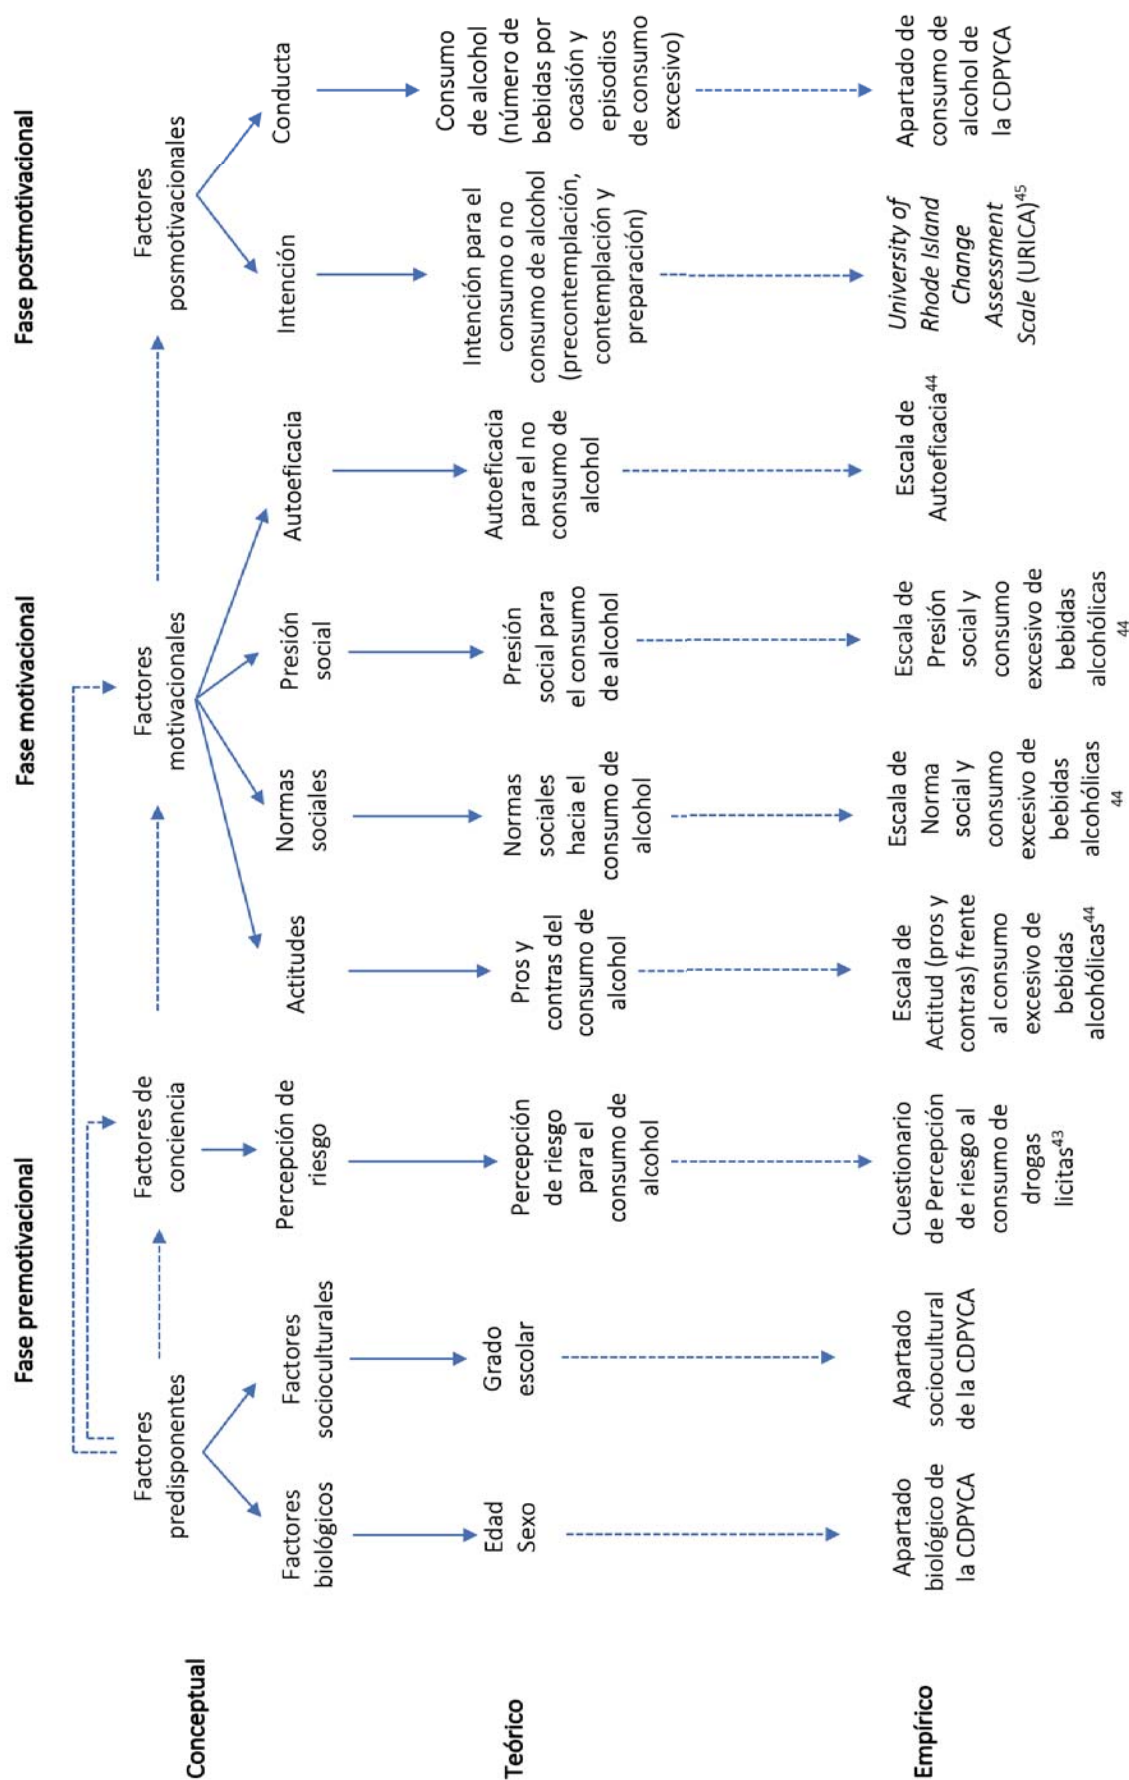 Fase premotivacional
Fase motivacional
Fase postmotivacional
Conceptual
Factores
predisponentes
Factores de
conciencia
Factores
motivacionales
Factores
posmotivacionales
Factores
biológicos
Factores
socioculturales
Percepción de
riesgo
Actitudes
Normas
sociales
Presión
social
Autoeficacia
Intención
Conducta
Teórico
Edad
Sexo
Grado
escolar
Percepción
de riesgo
para el
consumo de
alcohol
Pros y
contras del
consumo de
alcohol
Normas
sociales
hacia el
consumo de
alcohol
Presión
social para
el consumo
de alcohol
Autoeficacia
para el no
consumo de
alcohol
Intención para el
consumo o no
consumo de alcohol
(precontemplación,
contemplación y
preparación)
Consumo
de alcohol
(número de
bebidas por
ocasión y
episodios
de consumo
excesivo)
Empírico
Apartado
biológico de
la CDPYCA
Apartado
sociocultural
de la CDPYCA
Cuestionario
de Percepción
de riesgo al
consumo de
drogas
licitas43
Escala de
Actitud (pros y
contras) frente
al consumo
excesivo de
bebidas
alcohólicas44
Escala de
Norma
social y
consumo
excesivo de
bebidas
alcohólicas
44
Escala de
Presión
social y
consumo
excesivo de
bebidas
alcohólicas
44
Escala de
Autoeficacia44
University of
Rhode Island
Change
Assessment
Scale (URICA)45
Apartado de
consumo de
alcohol de
la CDPYCA